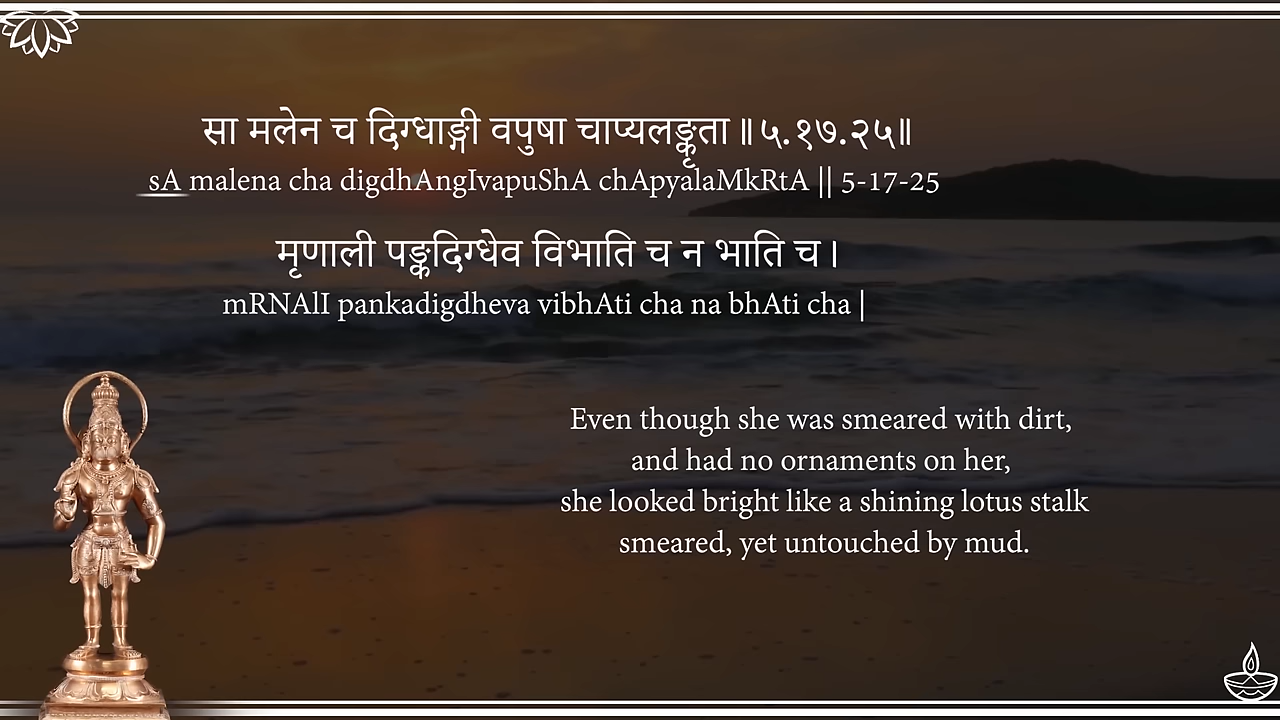 सा मलेन च दिग्धाङ्गी वपुषा चाप्यलङ्कृता ॥५.१७.२५॥
sA malena cha digdhAngIvapuShA chApyalaMkRtA || 5-17-25
मृणाली पङ्कदिग्धेव विभाति च न भाति च ।
mRNAlI pankadigdheva vibhAti cha na bhAti cha |
Even though she was smeared with dirt,
and had no ornaments on her,
she looked bright like a shining lotus stalk
smeared, yet untouched by mud.